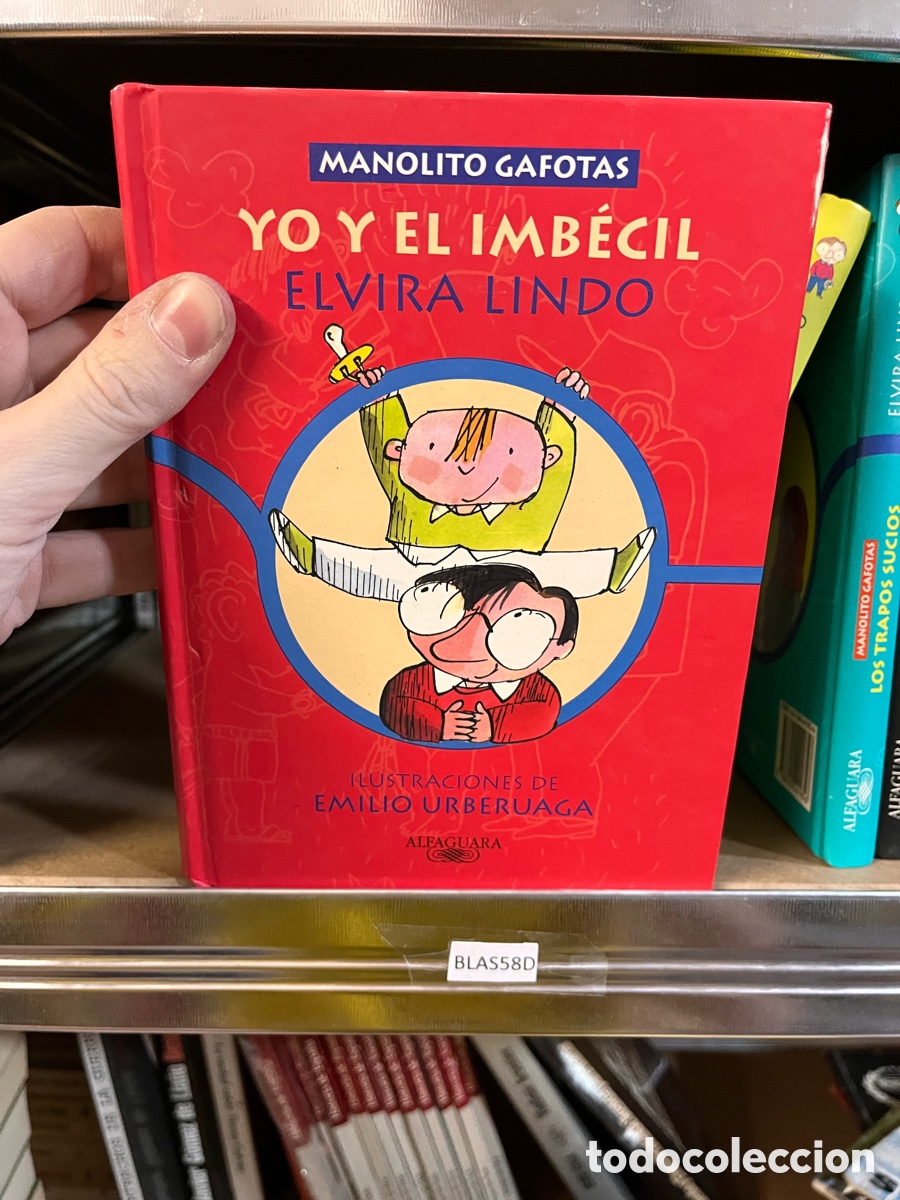 MANOLITO GAFOTAS
YO Y EL IMBÉCIL
ELVIRA LINDO
ILUSTRACIONES DE
EMILIO URBERUAGA
ALFAGUARA
MANOLITO GAFOTAS
LOS TRAPOS SUCIOS
ALFAGUARA
ALFAGUARA
BLAS58D
todocoleccion